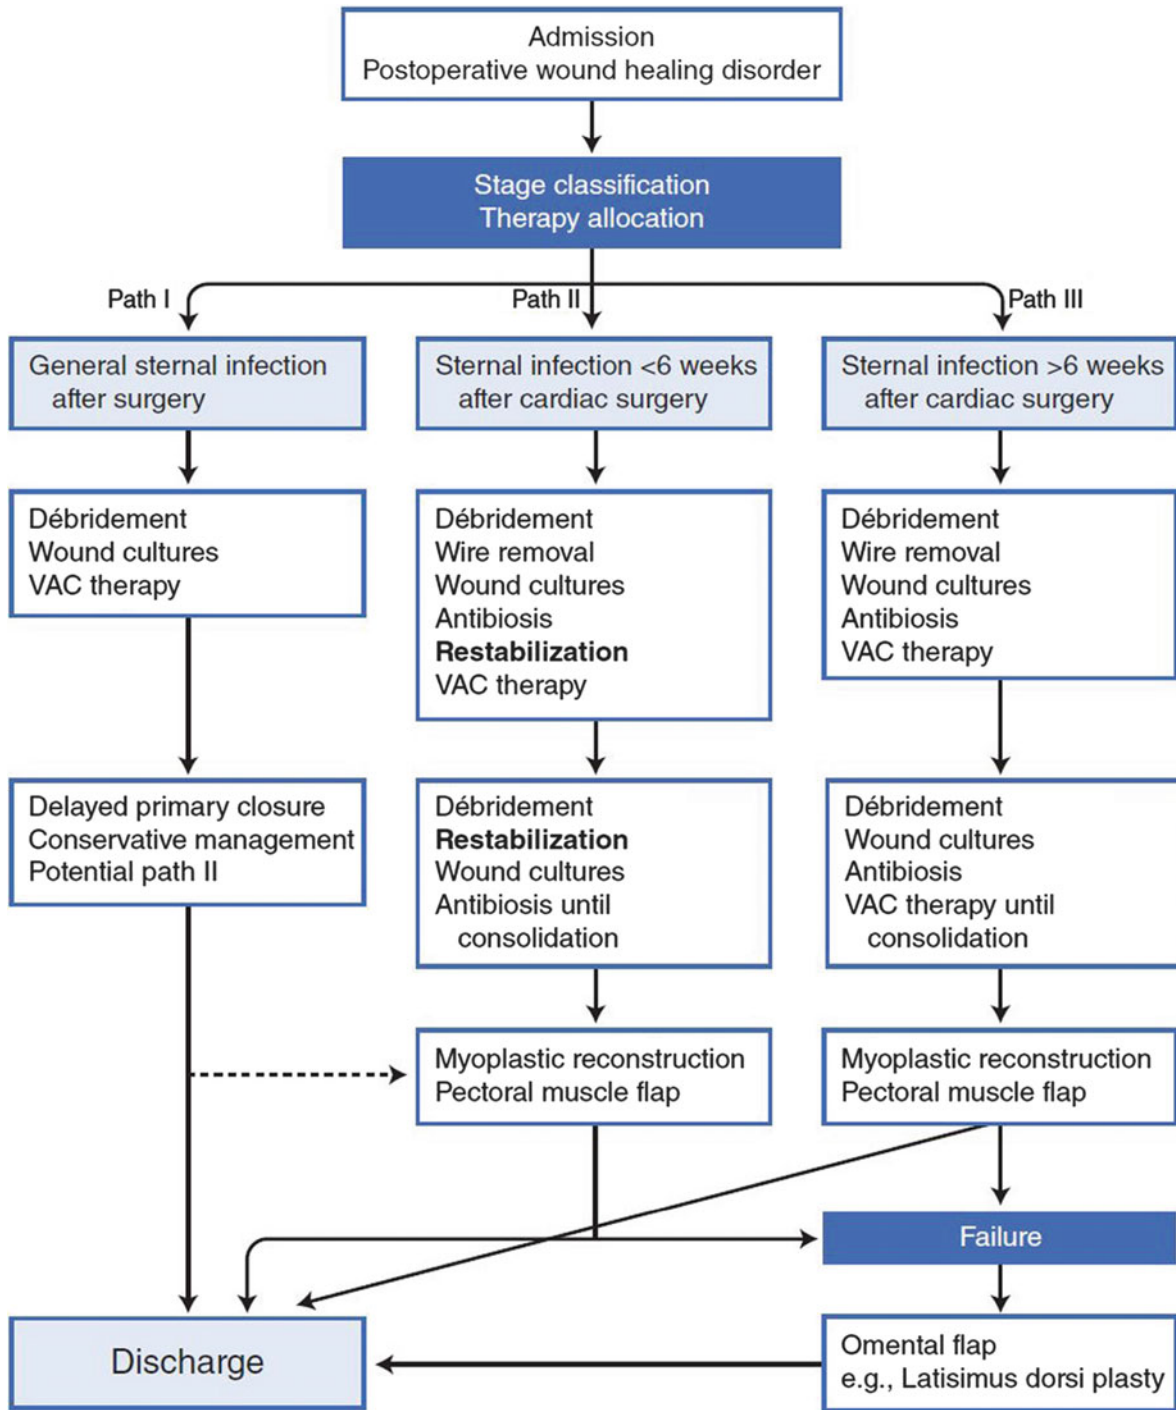 Admission
Postoperative wound healing disorder
Stage classification
Therapy allocation
Path I
Path II
Path III
General sternal infection
after surgery
Sternal infection <6 weeks
after cardiac surgery
Sternal infection >6 weeks
after cardiac surgery
Débridement
Wound cultures
VAC therapy
Débridement
Wire removal
Wound cultures
Antibiosis
Restabilization
VAC therapy
Débridement
Wire removal
Wound cultures
Antibiosis
VAC therapy
Delayed primary closure
Conservative management
Potential path II
Débridement
Restabilization
Wound cultures
Antibiosis until
consolidation
Débridement
Wound cultures
Antibiosis
VAC therapy until
consolidation
Myoplastic reconstruction
Pectoral muscle flap
Myoplastic reconstruction
Pectoral muscle flap
Failure
Discharge
Omental flap
e.g., Latisimus dorsi plasty